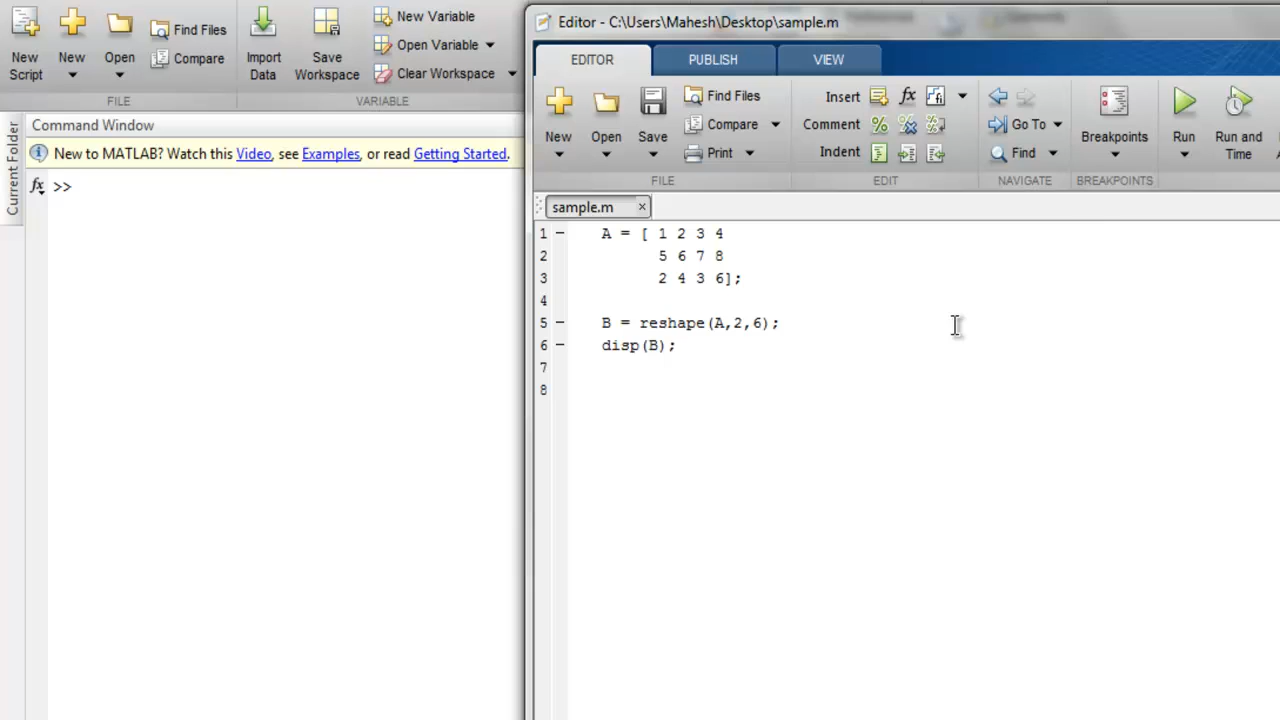 New Script
New
Open
Find Files
Compare
FILE
Import Data
Save Workspace
New Variable
Open Variable
Clear Workspace
VARIABLE
Current Folder
Command Window
New to MATLAB? Watch this Video, see Examples, or read Getting Started.
fx >>
Editor - C:\Users\Mahesh\Desktop\sample.m
EDITOR PUBLISH VIEW
New
Open
Save
Find Files
Compare
Print
FILE
Insert fx
Comment
Indent
EDIT
Go To
Find
NAVIGATE
Breakpoints
BREAKPOINTS
Run
Run and Time
sample.m ×
1 – A = [ 1 2 3 4
2 5 6 7 8
3 2 4 3 6];
4
5 – B = reshape(A,2,6);
6 – disp(B);
7
8